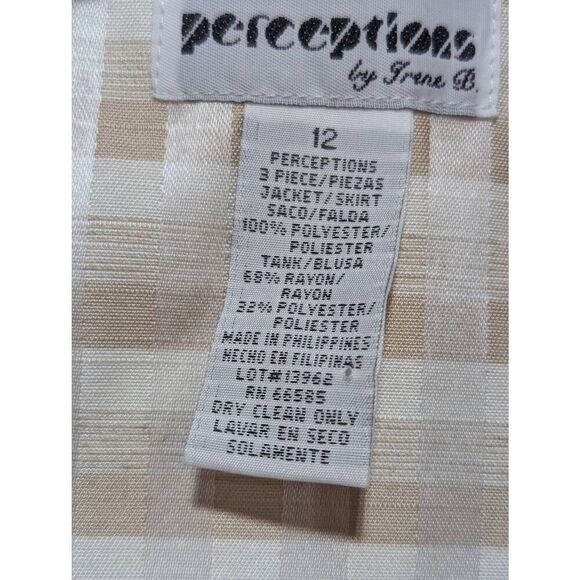 perceptions
by Irene B.
12
PERCEPTIONS
3 PIECE/PIEZAS
JACKET/SKIRT
SACO/FALDA
100% POLYESTER/
POLIESTER
TANK/BLUSA
68% RAYON/
RAYON
32% POLYESTER/
POLIESTER
MADE IN PHILIPPINES
HECHO EN FILIPINAS
LOT#13962
RN 66585
DRY CLEAN ONLY
LAVAR EN SECO
SOLAMENTE